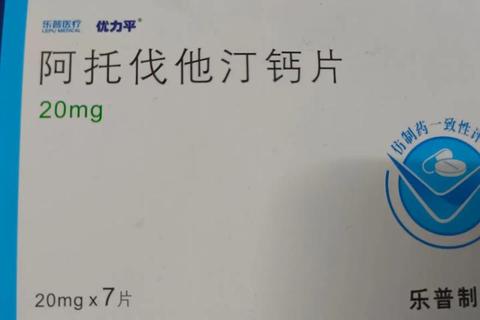 乐普医疗 优力平
LEPU MEDICAL
阿托伐他汀钙片
20mg
仿制药一致性评
20mg x 7片
乐普制